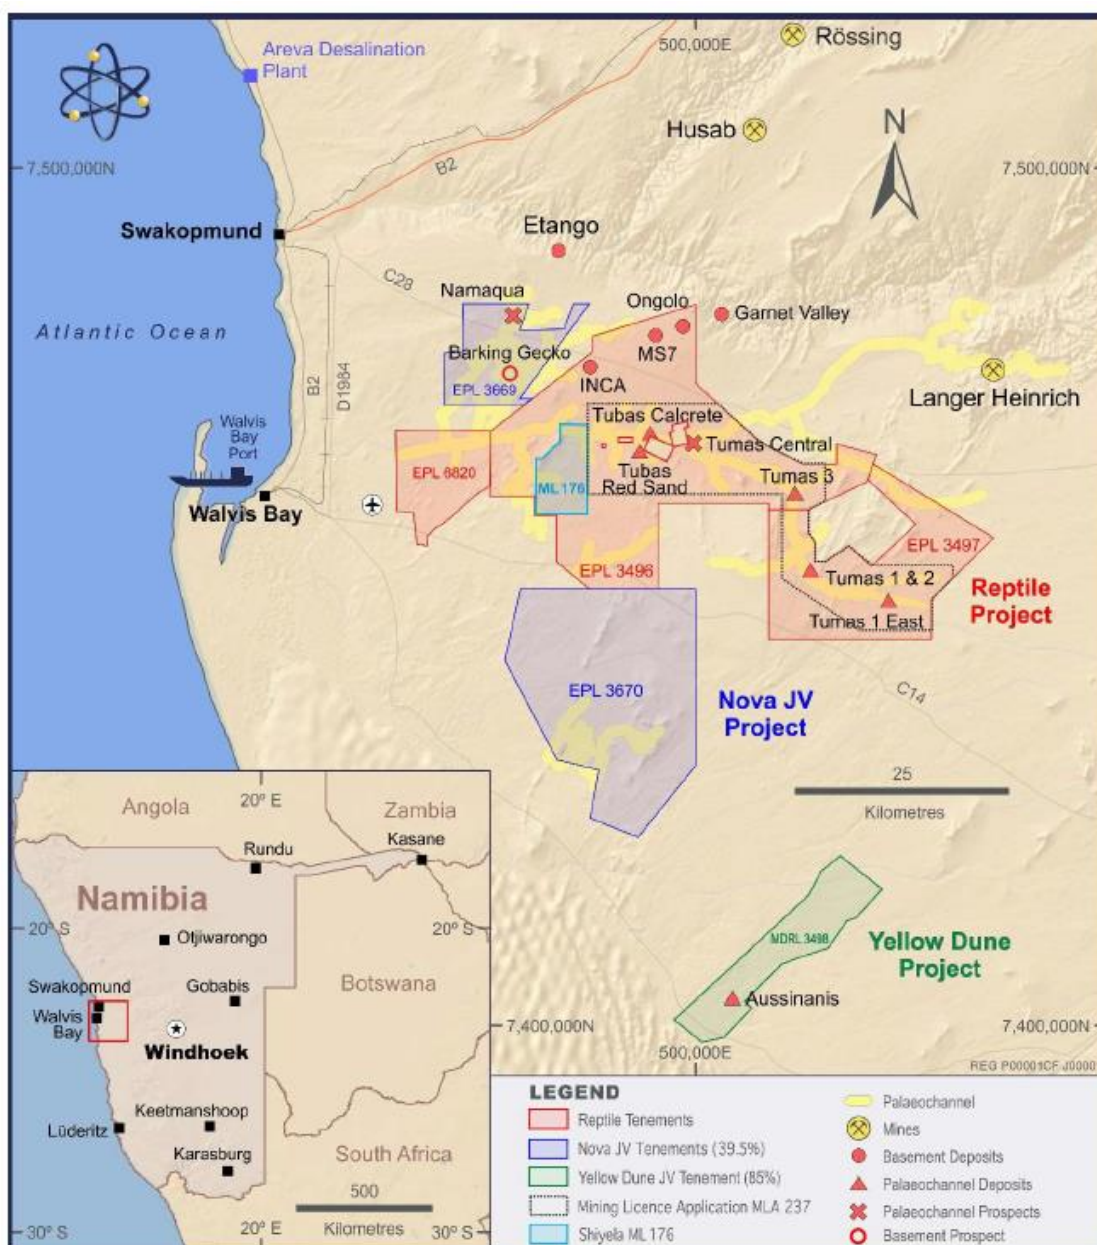 Areva Desalination
Plant
500,000E
Rössing
Husab
N
7,500,000N
7,500,000N
B2
Swakopmund
Etango
C28
Namaqua
Ongolo
Garnet Valley
Atlantic Ocean
MS7
Barking Gecko
B2
D1984
EPL 3669
INCA
Langer Heinrich
Tubas Calcrete
Walvis
Bay
Port
Tumas Central
EPL 6820
ML 176
Tubas
Red Sand
Tumas 3
Walvis Bay
EPL 3497
EPL 3496
Tumas 1 & 2
Reptile
Project
Tumas 1 East
EPL 3670
Nova JV
Project
C14
25
Kilometres
Angola
20° E
Zambia
Rundu
Kasane
Namibia
20° S
20° S
Otjiwarongo
MDRL 3498
Yellow Dune
Project
Swakopmund
Gobabis
Botswana
Walvis
Bay
Windhoek
Aussinanis
7,400,000N
7,400,000N
500,000E
REG P00001CF J0000
Keetmanshoop
Lüderitz
Karasburg
South Africa
500
Kilometres
30° S
20° E
30° S
LEGEND
Reptile Tenements
Nova JV Tenements (39.5%)
Yellow Dune JV Tenement (85%)
Mining Licence Application MLA 237
Shiyela ML 176
Palaeochannel
Mines
Basement Deposits
Palaeochannel Deposits
Palaeochannel Prospects
Basement Prospect